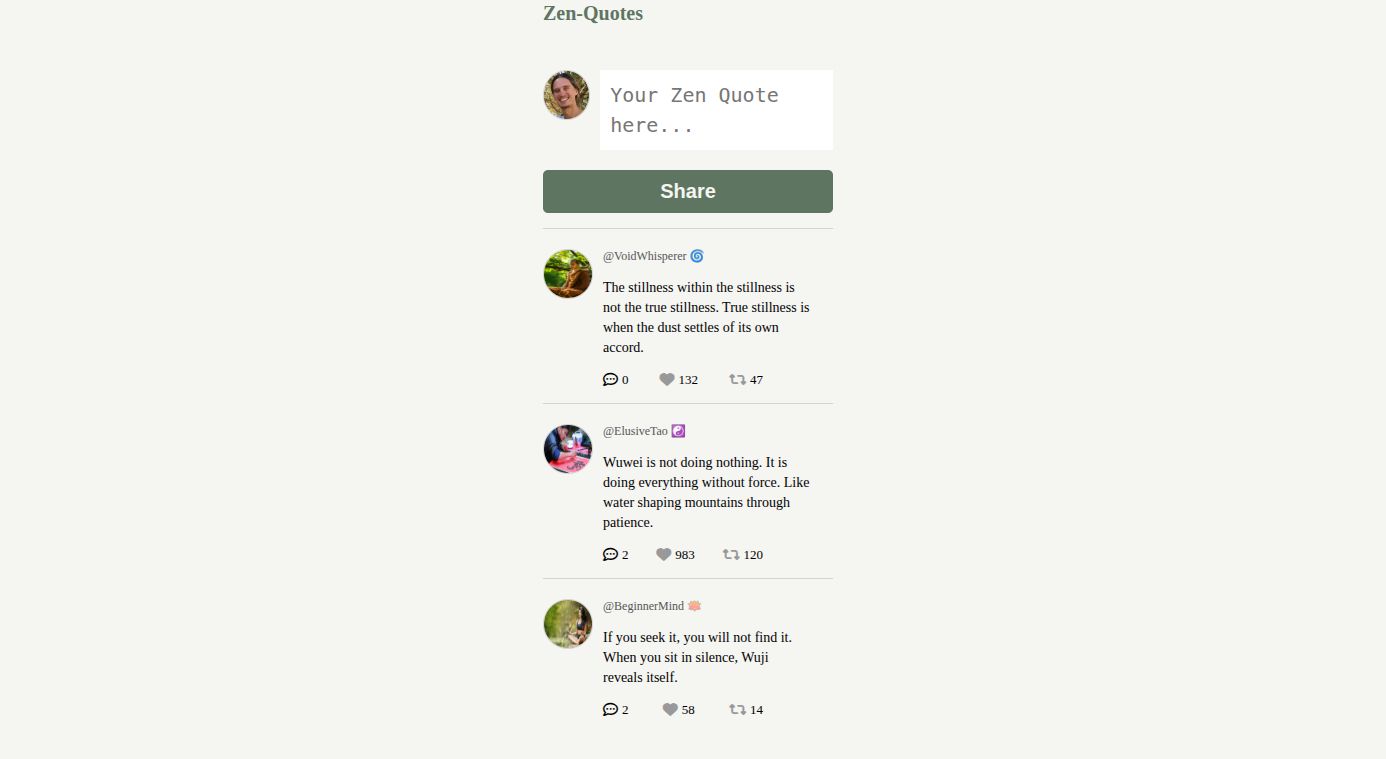 Zen-Quotes
Your Zen Quote
here...
Share
@VoidWhisperer 🌀
The stillness within the stillness is
not the true stillness. True stillness is
when the dust settles of its own
accord.
0 132 47
@ElusiveTao ☯️
Wuwei is not doing nothing. It is
doing everything without force. Like
water shaping mountains through
patience.
2 983 120
@BeginnerMind 🪷
If you seek it, you will not find it.
When you sit in silence, Wuji
reveals itself.
2 58 14